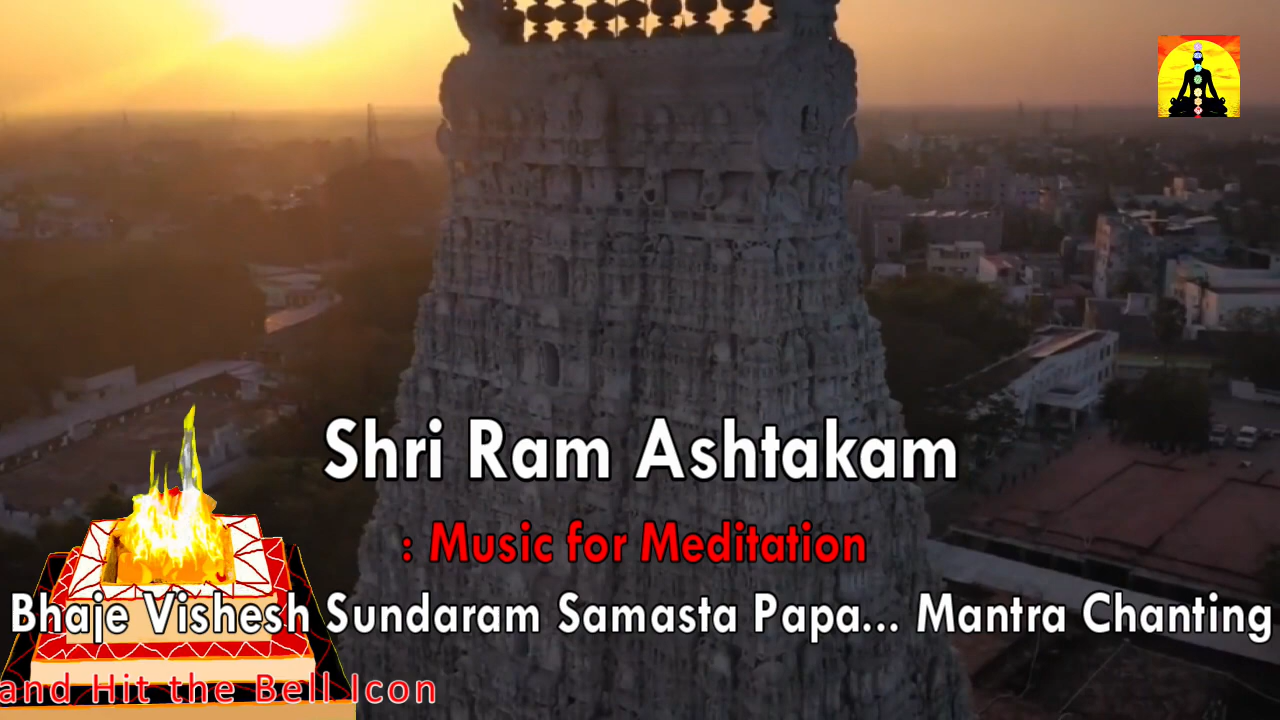 Shri Ram Ashtakam
: Music for Meditation
Bhaje Vishesh Sundaram Samasta Papa... Mantra Chanting
and Hit the Bell Icon